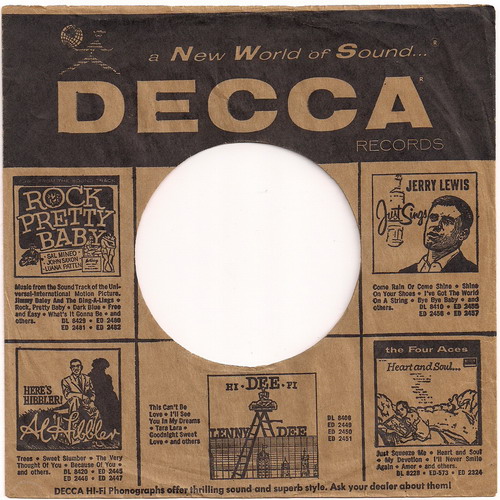 a New World of Sound...®
DECCA®
RECORDS
ROCK
PRETTY
BABY
SAL MINEO
JOHN SAXON
LUANA PATTEN
Music from the Sound Track of the Uni-
versal-International Motion Picture.
Jimmy Daley And The Ding-A-Lings •
Rock, Pretty Baby • Dark Blue • Free
and Easy • What's It Gonna Be • and
others.
DL 8429 • ED 2480
ED 2481 • ED 2482
JERRY LEWIS
Just Sings
Come Rain Or Come Shine • Shine
On Your Shoes • I've Got The World
On A String • Bye Bye Baby • and
others. DL 8410 • ED 2455
ED 2456 • ED 2457
HERE'S
HIBBLER!
Al Hibbler
Trees • Sweet Slumber • The Very
Thought Of You • Because Of You •
and others. DL 8420 • ED 2445
ED 2446 • ED 2447
HI-DEE-FI
LENNY DEE
This Can't Be
Love • I'll See
You In My Dreams
• Tara Lara •
Goodnight Sweet
Love • and others
DL 8406
ED 2449
ED 2450
ED 2451
the Four Aces
Heart and Soul...
Just Squeeze Me • Heart and Soul
• My Devotion • I'll Never Smile
Again • Amor • and others.
DL 8228 • ED-573 • ED 2324
DECCA HI-FI Phonographs offer thrilling sound and superb style. Ask your dealer about them!